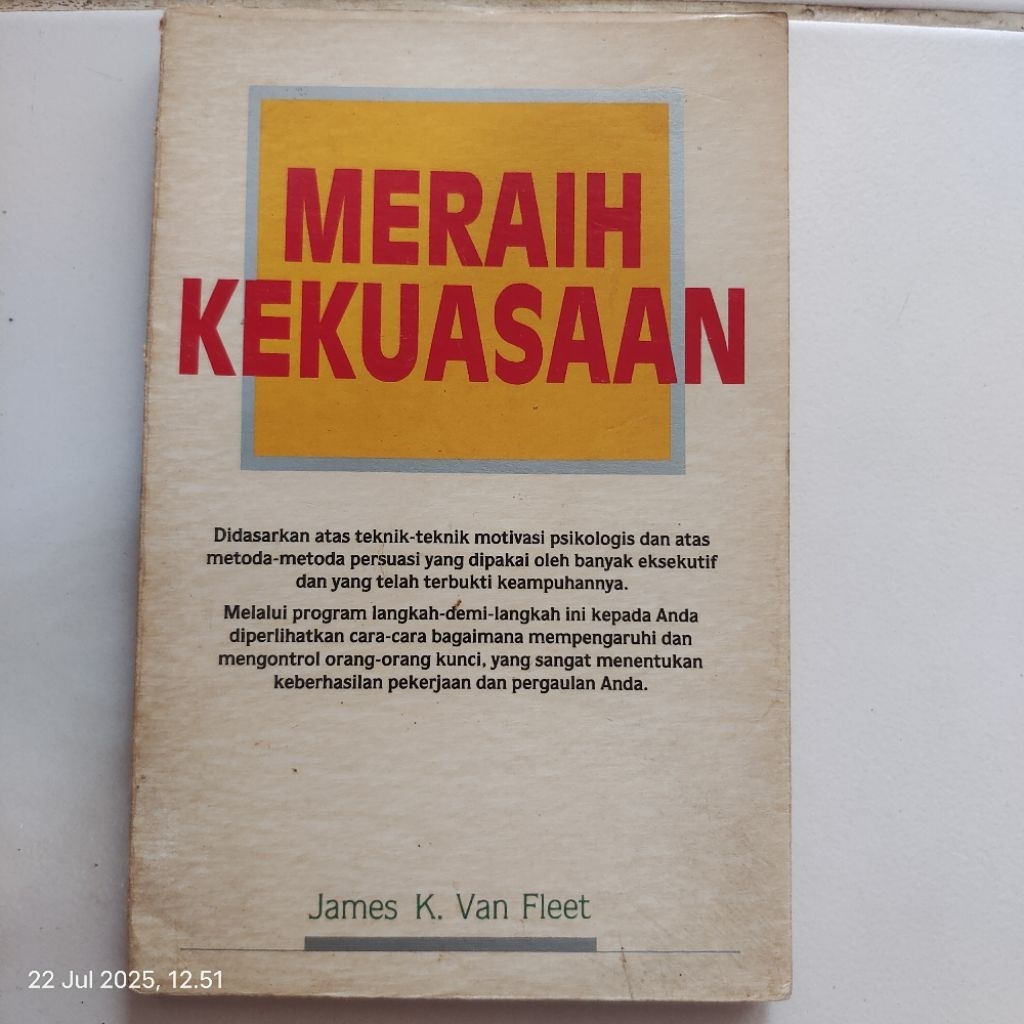 MERAIH
KEKUASAAN
Didasarkan atas teknik-teknik motivasi psikologis dan atas
metoda-metoda persuasi yang dipakai oleh banyak eksekutif
dan yang telah terbukti keampuhannya.
Melalui program langkah-demi-langkah ini kepada Anda
diperlihatkan cara-cara bagaimana mempengaruhi dan
mengontrol orang-orang kunci, yang sangat menentukan
keberhasilan pekerjaan dan pergaulan Anda.
James K. Van Fleet
22 Jul 2025, 12.51